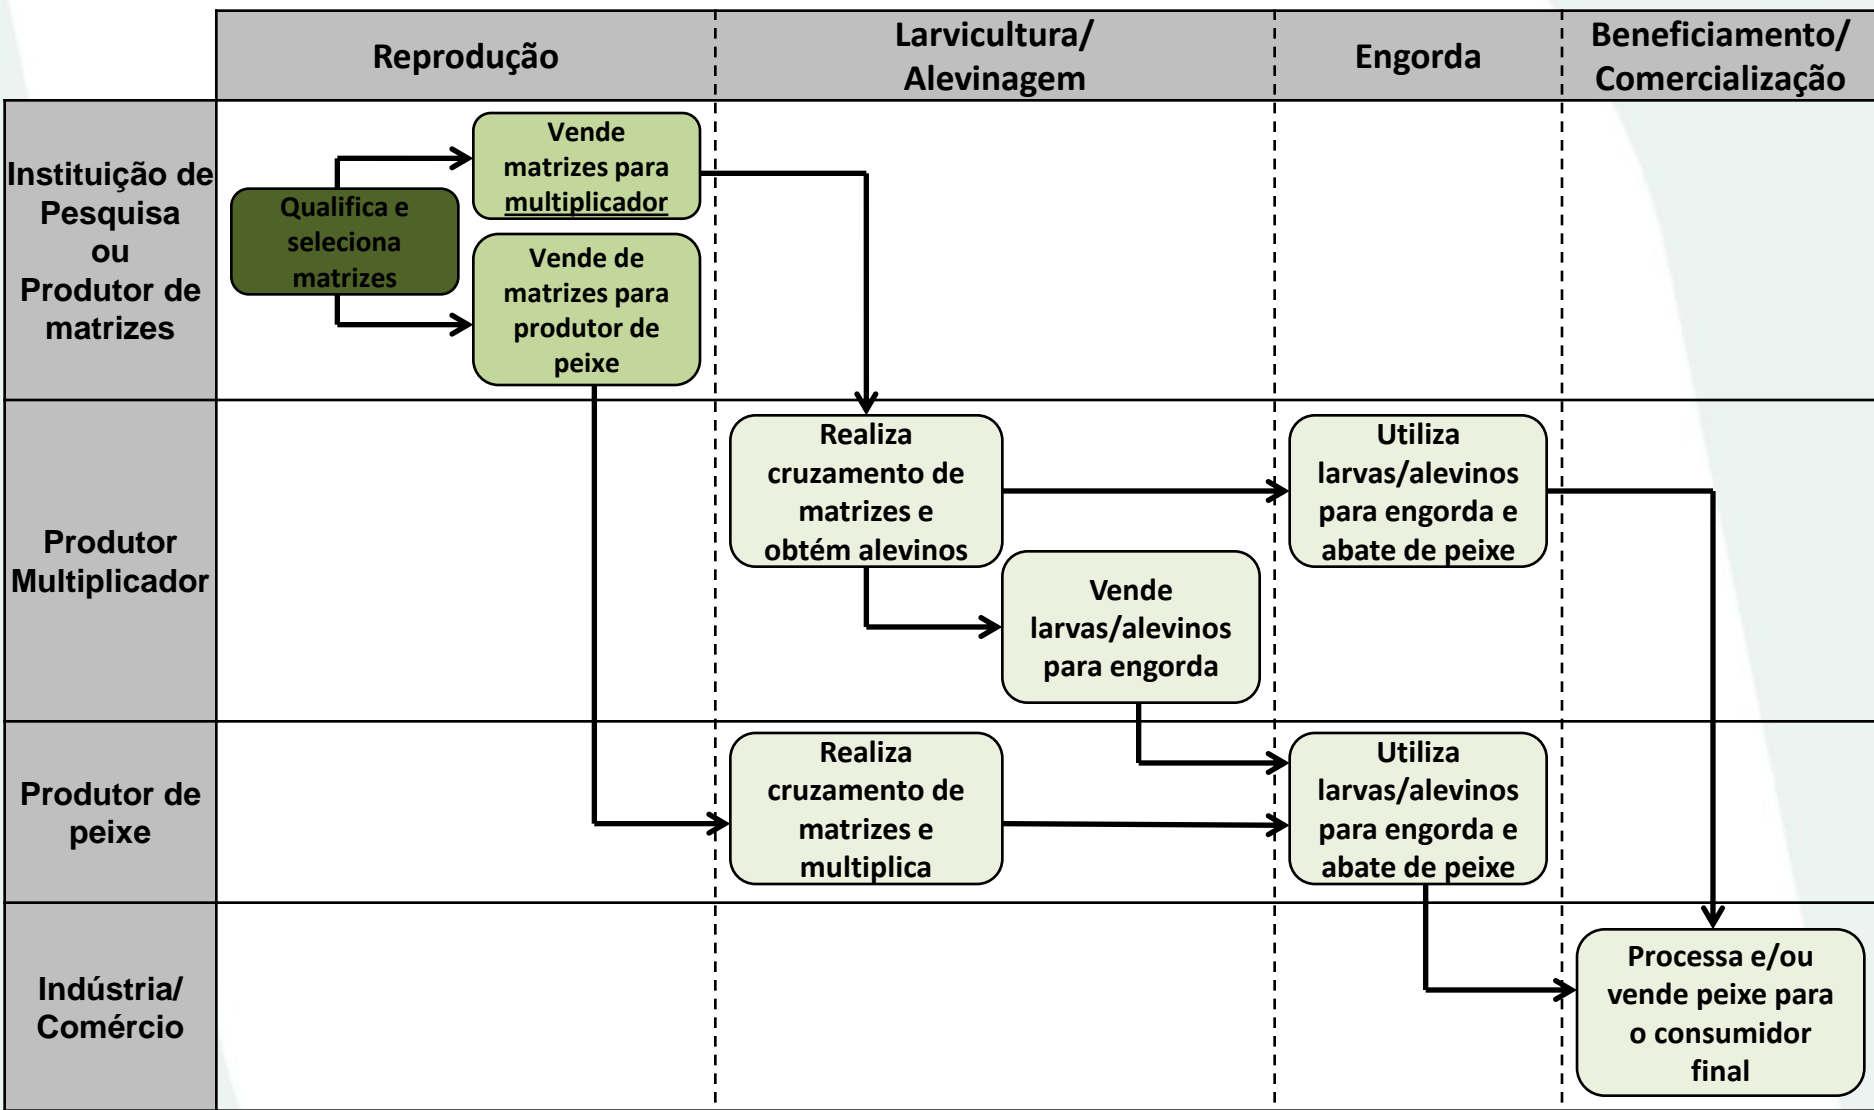 Reprodução
Larvicultura/
Alevinagem
Engorda
Beneficiamento/
Comercialização
Instituição de
Pesquisa
ou
Produtor de
matrizes
Qualifica e
seleciona
matrizes
Vende
matrizes para
multiplicador
Vende de
matrizes para
produtor de
peixe
Produtor
Multiplicador
Realiza
cruzamento de
matrizes e
obtém alevinos
Vende
larvas/alevinos
para engorda
Utiliza
larvas/alevinos
para engorda e
abate de peixe
Produtor de
peixe
Realiza
cruzamento de
matrizes e
multiplica
Utiliza
larvas/alevinos
para engorda e
abate de peixe
Indústria/
Comércio
Processa e/ou
vende peixe para
o consumidor
final